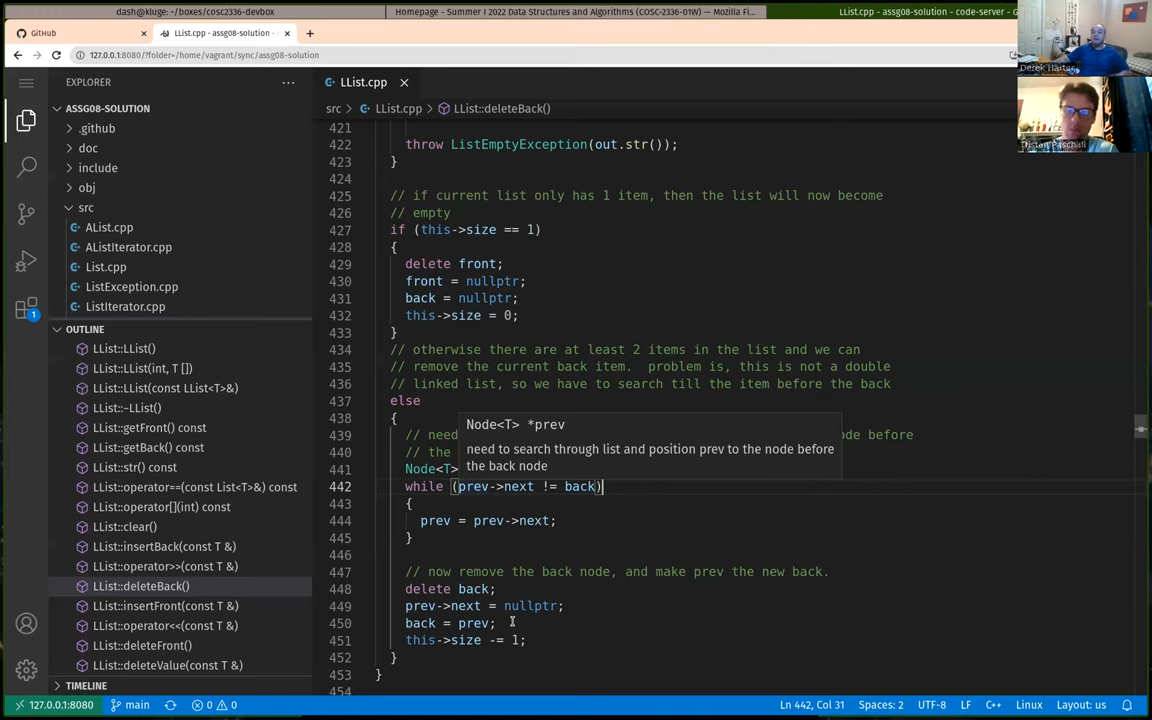 dash@kluge: ~/boxes/cosc2336-devbox
Homepage - Summer I 2022 Data Structures and Algorithms (COSC-2336-01W) — Mozilla Fi...
LList.cpp - assg08-solution - code-server —
GitHub
LList.cpp - assg08-solution -
127.0.0.1:8080/?folder=/home/vagrant/sync/assg08-solution
Derek Harter
Tristan Paschall
EXPLORER
ASSG08-SOLUTION
.github
doc
include
obj
src
AList.cpp
AListIterator.cpp
List.cpp
ListException.cpp
ListIterator.cpp
OUTLINE
LList::LList()
LList::LList(int, T [])
LList::LList(const LList<T>&)
LList::~LList()
LList::getFront() const
LList::getBack() const
LList::str() const
LList::operator==(const List<T>&) const
LList::operator[](int) const
LList::clear()
LList::insertBack(const T &)
LList::operator>>(const T &)
LList::deleteBack()
LList::insertFront(const T &)
LList::operator<<(const T &)
LList::deleteFront()
LList::deleteValue(const T &)
TIMELINE
LList.cpp
src > LList.cpp > LList::deleteBack()
421
422 throw ListEmptyException(out.str());
423 }
424
425 // if current list only has 1 item, then the list will now become
426 // empty
427 if (this->size == 1)
428 {
429 delete front;
430 front = nullptr;
431 back = nullptr;
432 this->size = 0;
433 }
434 // otherwise there are at least 2 items in the list and we can
435 // remove the current back item.  problem is, this is not a double
436 // linked list, so we have to search till the item before the back
437 else
438 {
Node<T> *prev
need to search through list and position prev to the node before
the back node
439 // need ode before
440 // the
441 Node<T>
442 while (prev->next != back)
443 {
444 prev = prev->next;
445 }
446
447 // now remove the back node, and make prev the new back.
448 delete back;
449 prev->next = nullptr;
450 back = prev;
451 this->size -= 1;
452 }
453 }
454
1
127.0.0.1:8080
main
0 0
Ln 442, Col 31
Spaces: 2
UTF-8
LF
C++
Linux
Layout: us